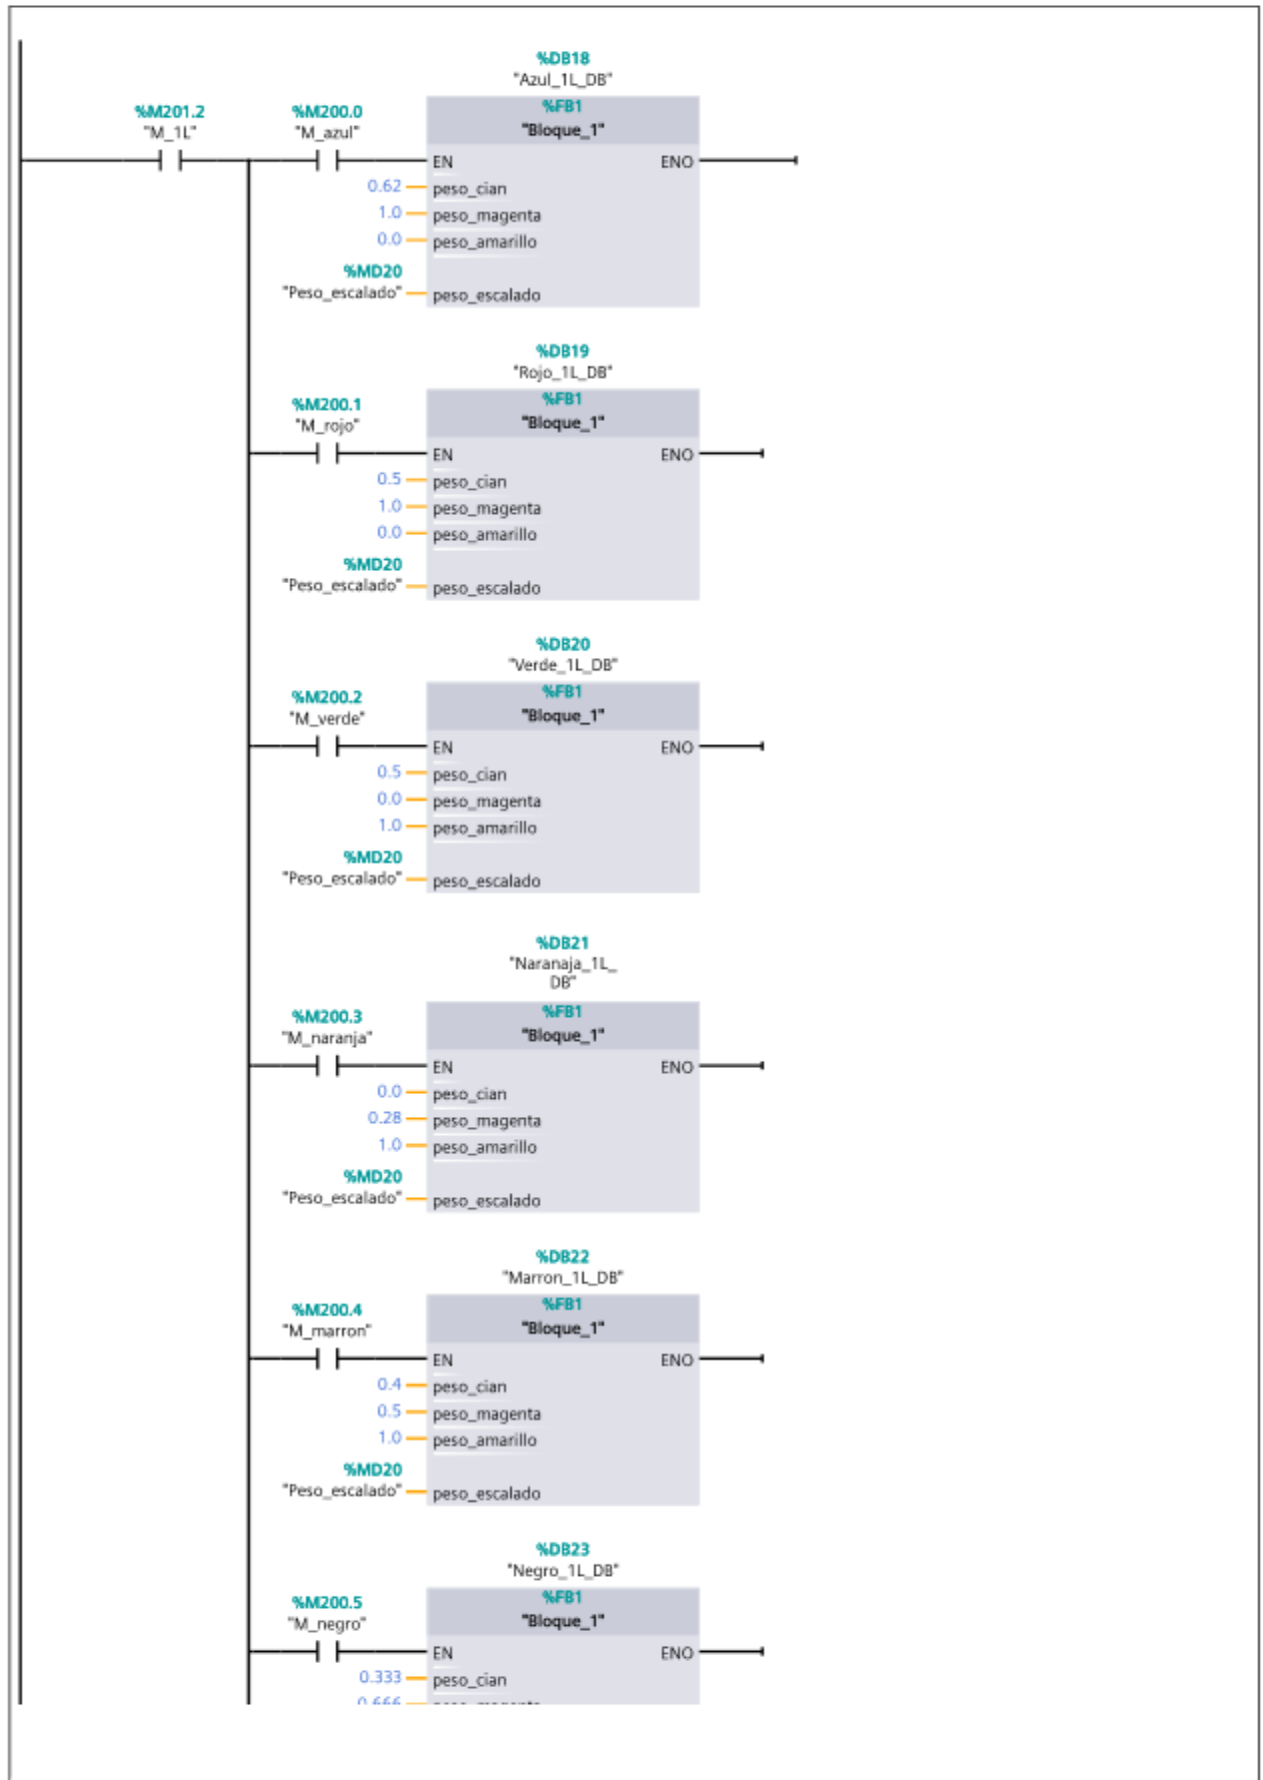 %DB18
"Azul_1L_DB"
%M201.2
%M200.0
%FB1
"M_1L"
"M_azul"
"Bloque_1"
EN
ENO
0.62
peso_cian
1.0
peso_magenta
0.0
peso_amarillo
%MD20
"Peso_escalado"
peso_escalado
%DB19
"Rojo_1L_DB"
%M200.1
%FB1
"M_rojo"
"Bloque_1"
EN
ENO
0.5
peso_cian
1.0
peso_magenta
0.0
peso_amarillo
%MD20
"Peso_escalado"
peso_escalado
%DB20
"Verde_1L_DB"
%M200.2
%FB1
"M_verde"
"Bloque_1"
EN
ENO
0.5
peso_cian
0.0
peso_magenta
1.0
peso_amarillo
%MD20
"Peso_escalado"
peso_escalado
%DB21
"Naranaja_1L_
DB"
%M200.3
%FB1
"M_naranja"
"Bloque_1"
EN
ENO
0.0
peso_cian
0.28
peso_magenta
1.0
peso_amarillo
%MD20
"Peso_escalado"
peso_escalado
%DB22
"Marron_1L_DB"
%M200.4
%FB1
"M_marron"
"Bloque_1"
EN
ENO
0.4
peso_cian
0.5
peso_magenta
1.0
peso_amarillo
%MD20
"Peso_escalado"
peso_escalado
%DB23
"Negro_1L_DB"
%M200.5
%FB1
"M_negro"
"Bloque_1"
EN
ENO
0.333
peso_cian